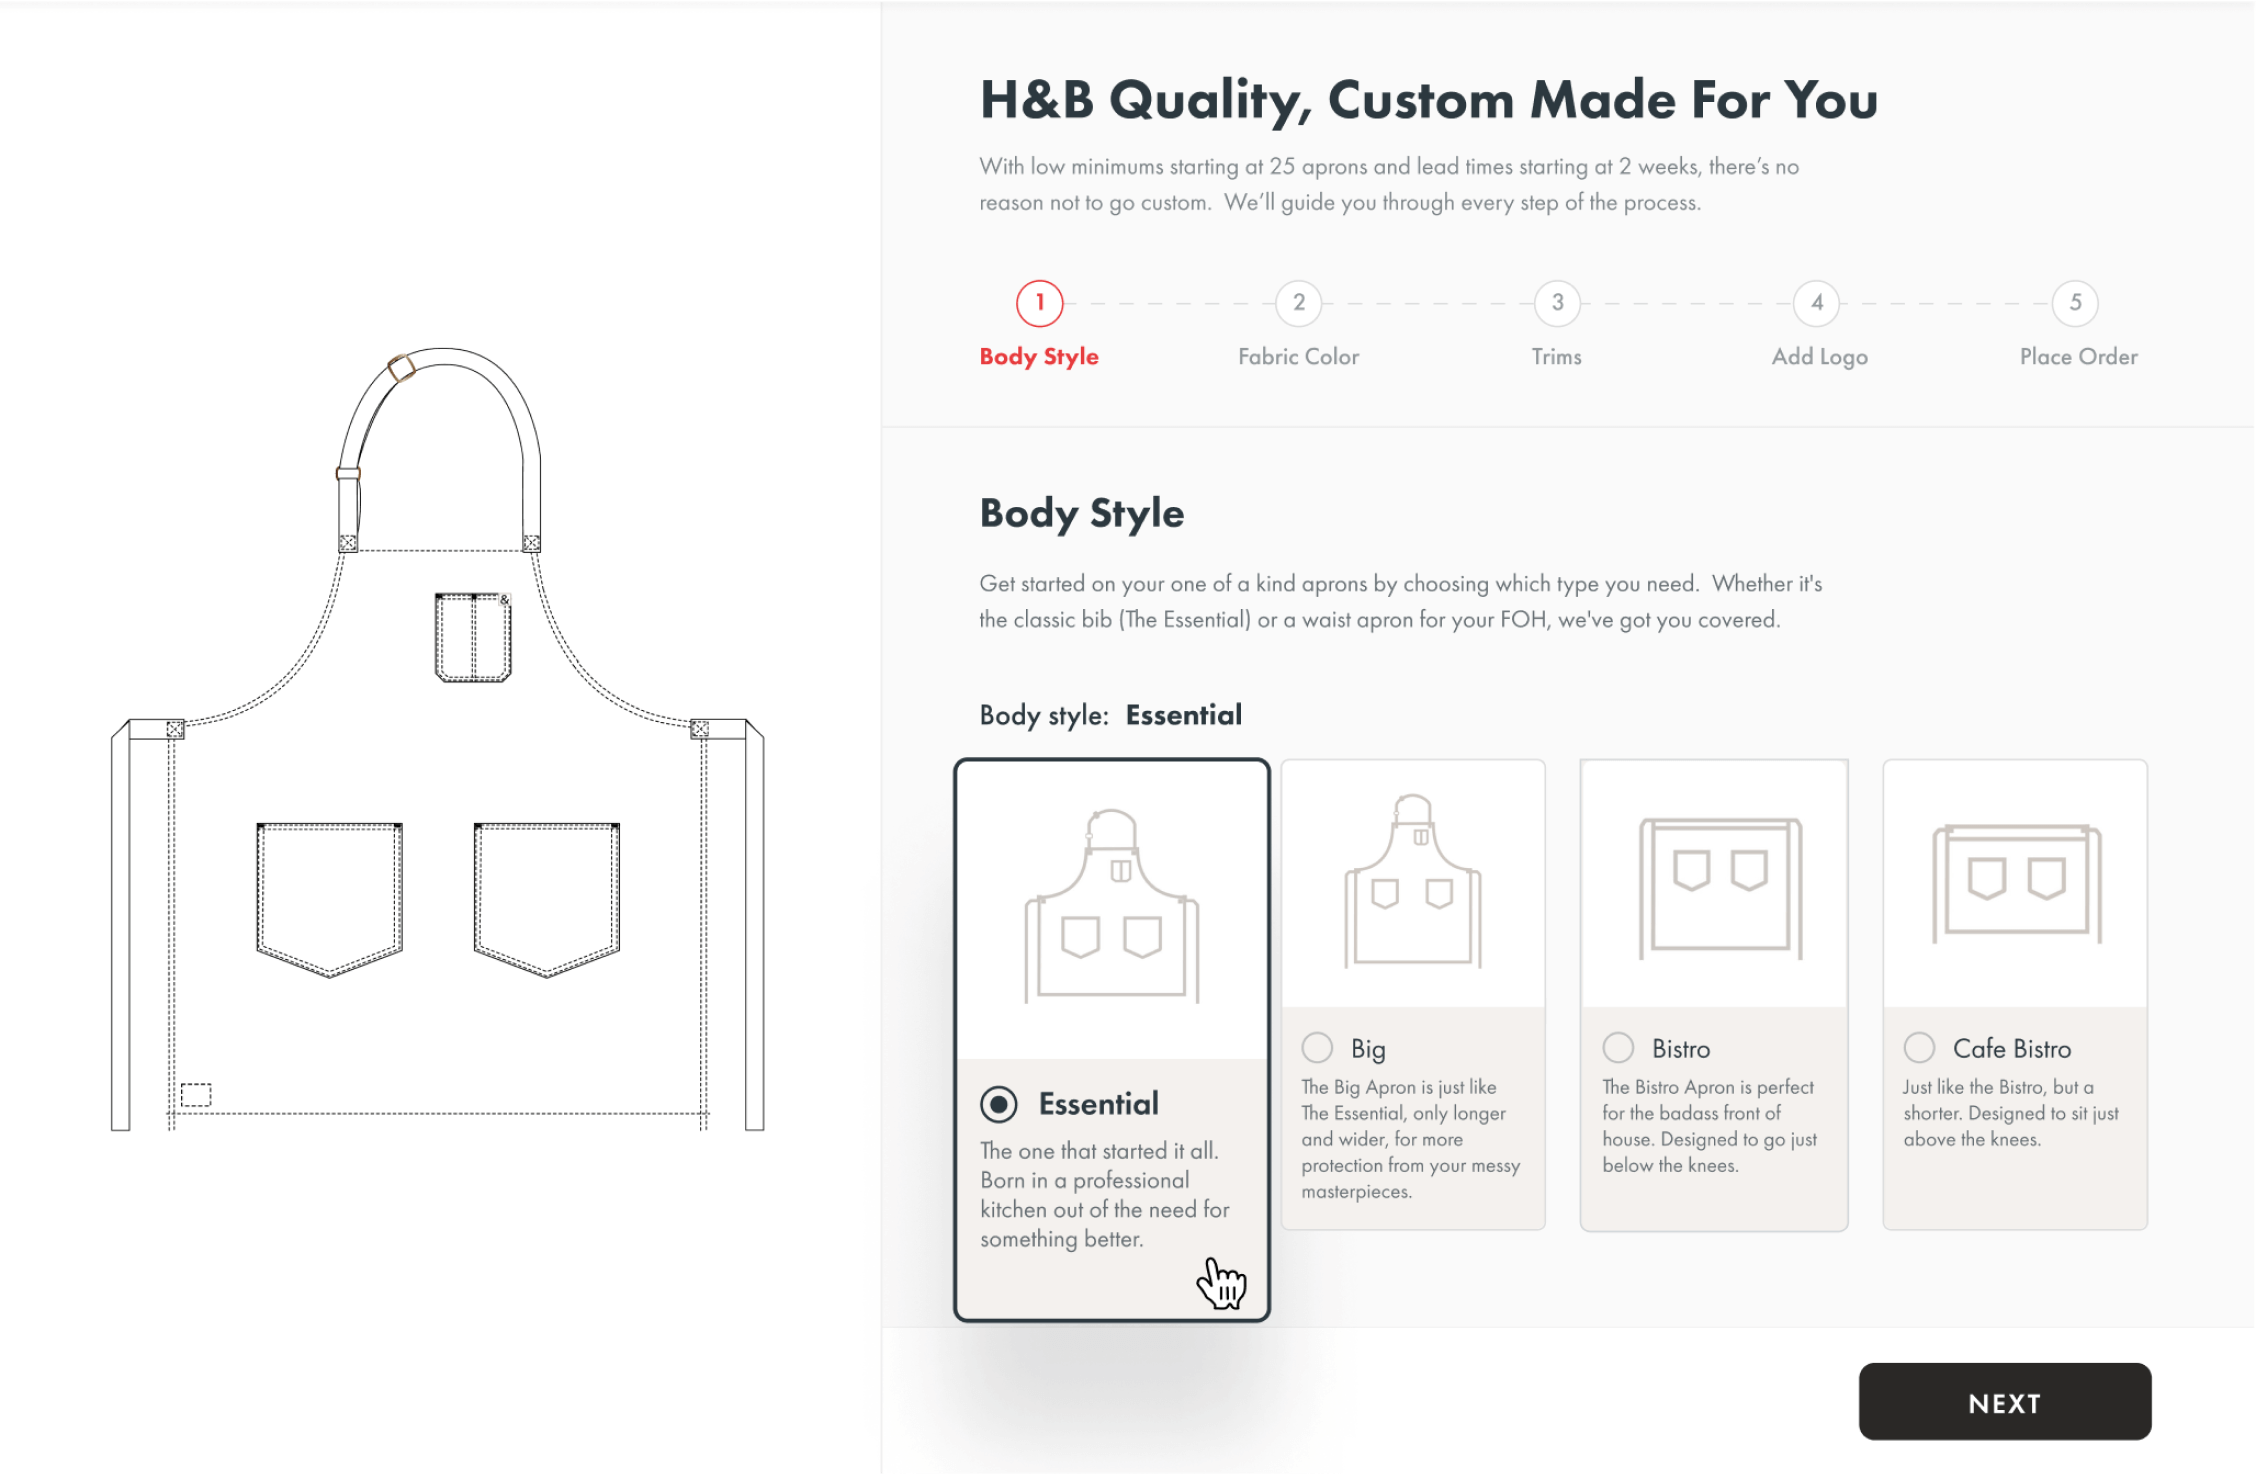 H&B Quality, Custom Made For You
With low minimums starting at 25 aprons and lead times starting at 2 weeks, there's no
reason not to go custom.  We'll guide you through every step of the process.
1
2
3
4
5
Body Style
Fabric Color
Trims
Add Logo
Place Order
Body Style
Get started on your one of a kind aprons by choosing which type you need.  Whether it's
the classic bib (The Essential) or a waist apron for your FOH, we've got you covered.
Body style:  Essential
&
Essential
The one that started it all.
Born in a professional
kitchen out of the need for
something better.
Big
The Big Apron is just like
The Essential, only longer
and wider, for more
protection from your messy
masterpieces.
Bistro
The Bistro Apron is perfect
for the badass front of
house. Designed to go just
below the knees.
Cafe Bistro
Just like the Bistro, but a
shorter. Designed to sit just
above the knees.
NEXT